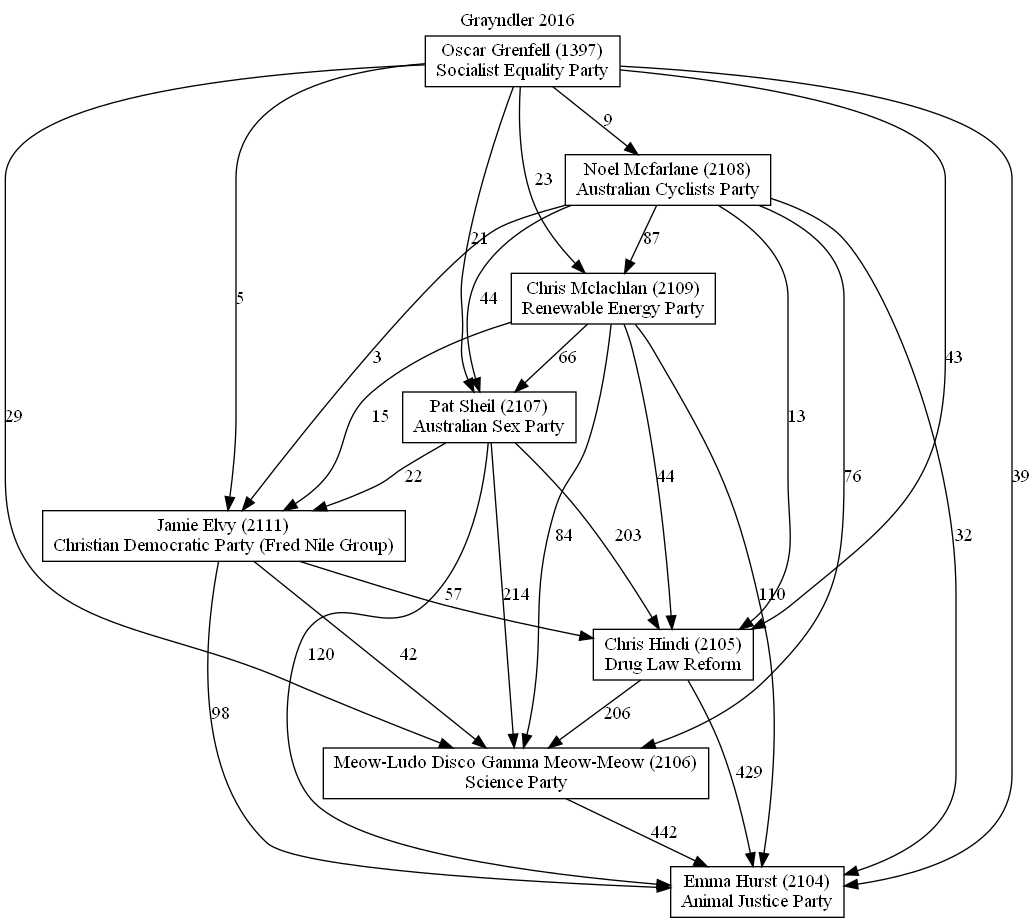 Grayndler 2016
Oscar Grenfell (1397)
Socialist Equality Party
9
Noel Mcfarlane (2108)
Australian Cyclists Party
23
21
87
Chris Mclachlan (2109)
Renewable Energy Party
5
44
3
66
43
Pat Sheil (2107)
Australian Sex Party
29
15
22
44
13
76
39
Jamie Elvy (2111)
Christian Democratic Party (Fred Nile Group)
84
203
32
57
214
110
Chris Hindi (2105)
Drug Law Reform
120
42
98
206
Meow-Ludo Disco Gamma Meow-Meow (2106)
Science Party
429
442
Emma Hurst (2104)
Animal Justice Party